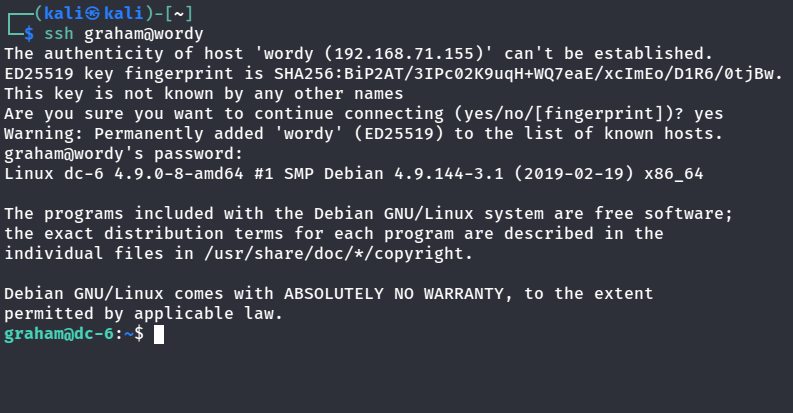 ┌──(kali㉿kali)-[~]
└─$ ssh graham@wordy
The authenticity of host 'wordy (192.168.71.155)' can't be established.
ED25519 key fingerprint is SHA256:BiP2AT/3IPc02K9uqH+WQ7eaE/xcImEo/D1R6/0tjBw.
This key is not known by any other names
Are you sure you want to continue connecting (yes/no/[fingerprint])? yes
Warning: Permanently added 'wordy' (ED25519) to the list of known hosts.
graham@wordy's password:
Linux dc-6 4.9.0-8-amd64 #1 SMP Debian 4.9.144-3.1 (2019-02-19) x86_64

The programs included with the Debian GNU/Linux system are free software;
the exact distribution terms for each program are described in the
individual files in /usr/share/doc/*/copyright.

Debian GNU/Linux comes with ABSOLUTELY NO WARRANTY, to the extent
permitted by applicable law.
graham@dc-6:~$